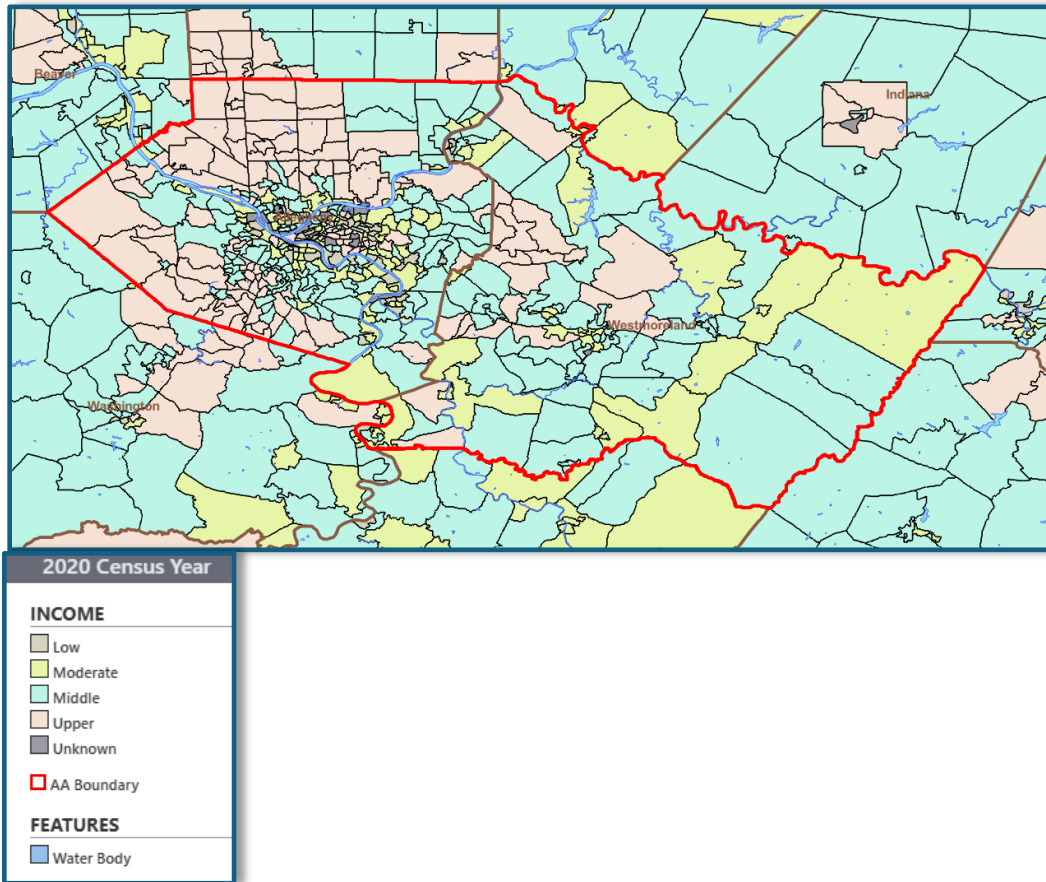 Beaver
Indiana
Westmoreland
Washington
2020 Census Year
INCOME
Low
Moderate
Middle
Upper
Unknown
AA Boundary
FEATURES
Water Body